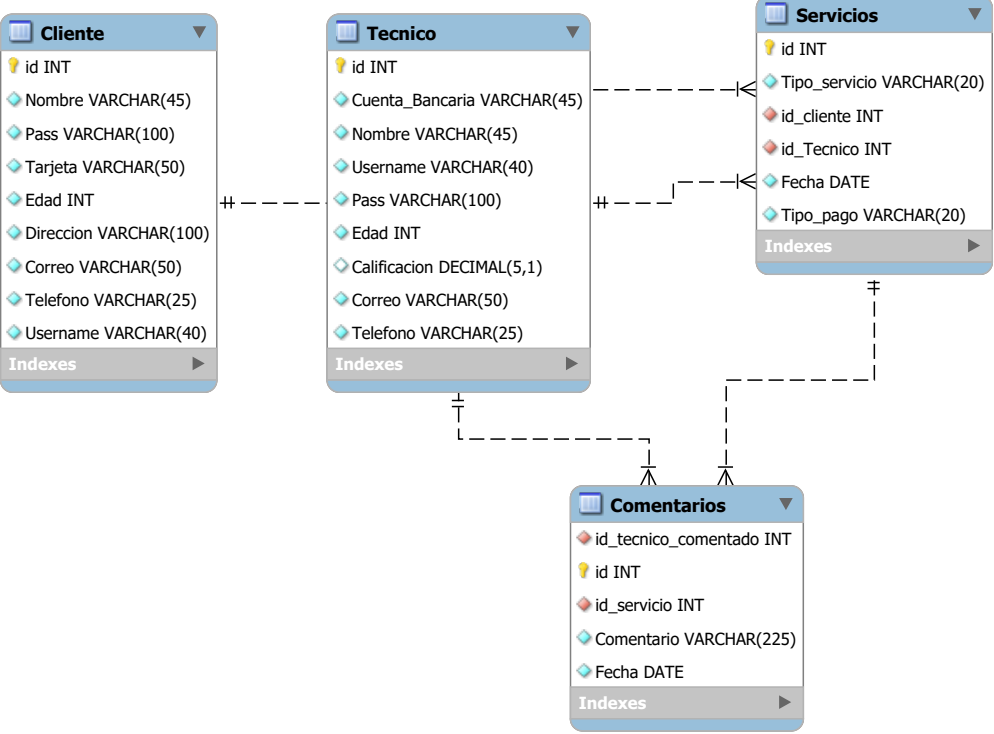 Cliente
id INT
Nombre VARCHAR(45)
Pass VARCHAR(100)
Tarjeta VARCHAR(50)
Edad INT
Direccion VARCHAR(100)
Correo VARCHAR(50)
Telefono VARCHAR(25)
Username VARCHAR(40)
Indexes
Tecnico
id INT
Cuenta_Bancaria VARCHAR(45)
Nombre VARCHAR(45)
Username VARCHAR(40)
Pass VARCHAR(100)
Edad INT
Calificacion DECIMAL(5,1)
Correo VARCHAR(50)
Telefono VARCHAR(25)
Indexes
Servicios
id INT
Tipo_servicio VARCHAR(20)
id_cliente INT
id_Tecnico INT
Fecha DATE
Tipo_pago VARCHAR(20)
Indexes
Comentarios
id_tecnico_comentado INT
id INT
id_servicio INT
Comentario VARCHAR(225)
Fecha DATE
Indexes